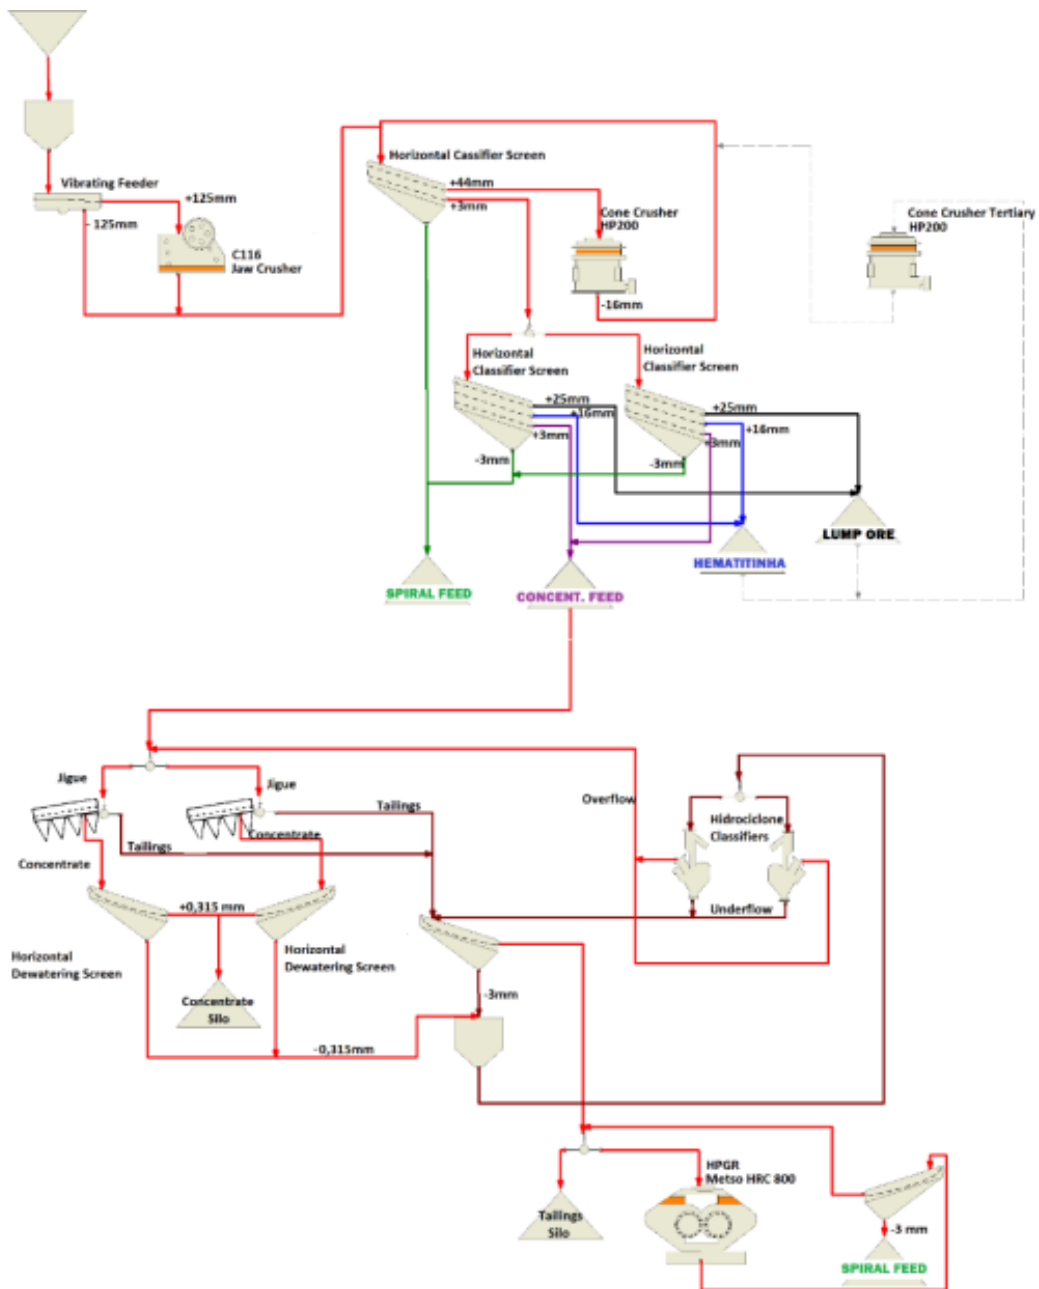 Horizontal Cassifier Screen
Vibrating Feeder
+125mm
- 125mm
C116
Jaw Crusher
+44mm
+3mm
Cone Crusher
HP200
-16mm
Cone Crusher Tertiary
HP200
Horizontal
Classifier Screen
Horizontal
Classifier Screen
+25mm
+16mm
+3mm
-3mm
+25mm
+16mm
+3mm
-3mm
LUMP ORE
HEMATITINHA
SPIRAL FEED
CONCENT. FEED
Jigue
Jigue
Tailings
Concentrate
Tailings
Concentrate
Overflow
Hidrociclone
Classifiers
Underflow
+0,315 mm
Horizontal
Dewatering Screen
Horizontal
Dewatering Screen
Concentrate
Silo
-3mm
-0,315mm
HPGR
Metso HRC 800
Tailings
Silo
-3 mm
SPIRAL FEED